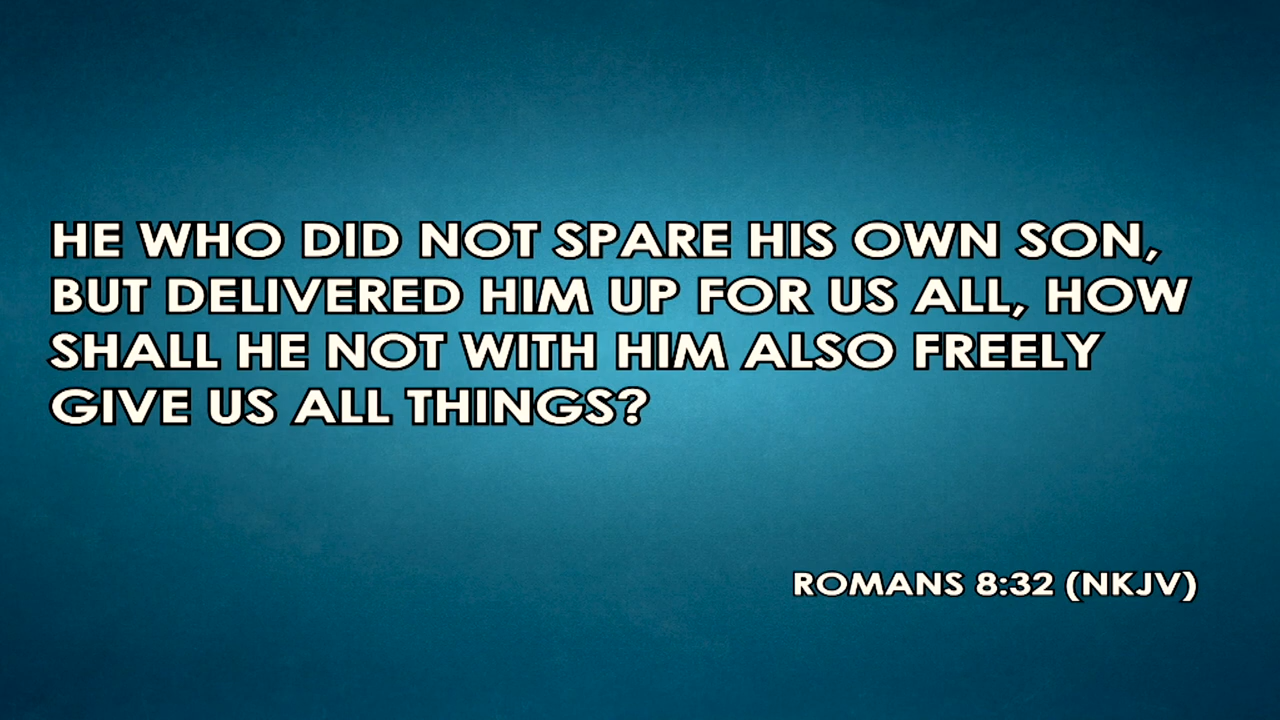 HE WHO DID NOT SPARE HIS OWN SON,
BUT DELIVERED HIM UP FOR US ALL, HOW
SHALL HE NOT WITH HIM ALSO FREELY
GIVE US ALL THINGS?
ROMANS 8:32 (NKJV)